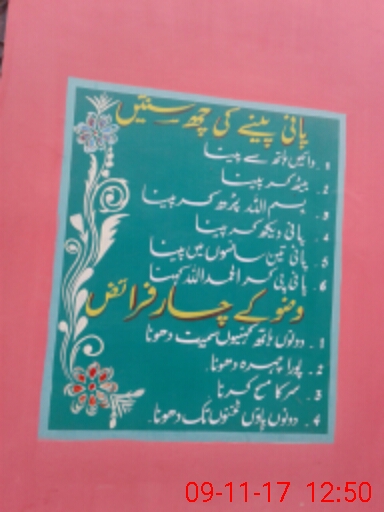 پانی پینے کی چھ سنتیں
1. دائیں ہاتھ سے پینا
2. بیٹھ کر پینا
3. بسم اللہ پڑھ کر پینا
4. پانی دیکھ کر پینا
5. پانی تین سانسوں میں پینا
6. پانی پی کر الحمد اللہ کہنا
وضو کے چار فرائض
1. دونوں ہاتھ کہنیوں سمیت دھونا
2. پورا چہرہ دھونا.
3. سر کا مسح کرنا
4. دونوں پاؤں ٹخنوں تک دھونا.
09-11-17 12:50